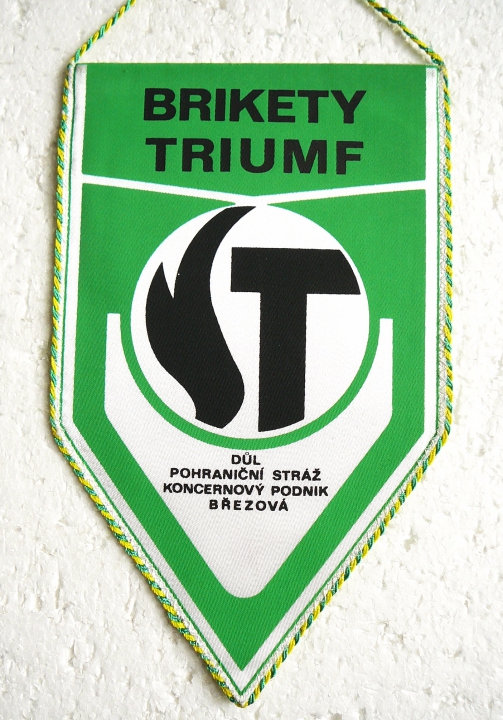 BRIKETY
TRIUMF
T
DŮL
POHRANIČNÍ STRÁŽ
KONCERNOVÝ PODNIK
BŘEZOVÁ